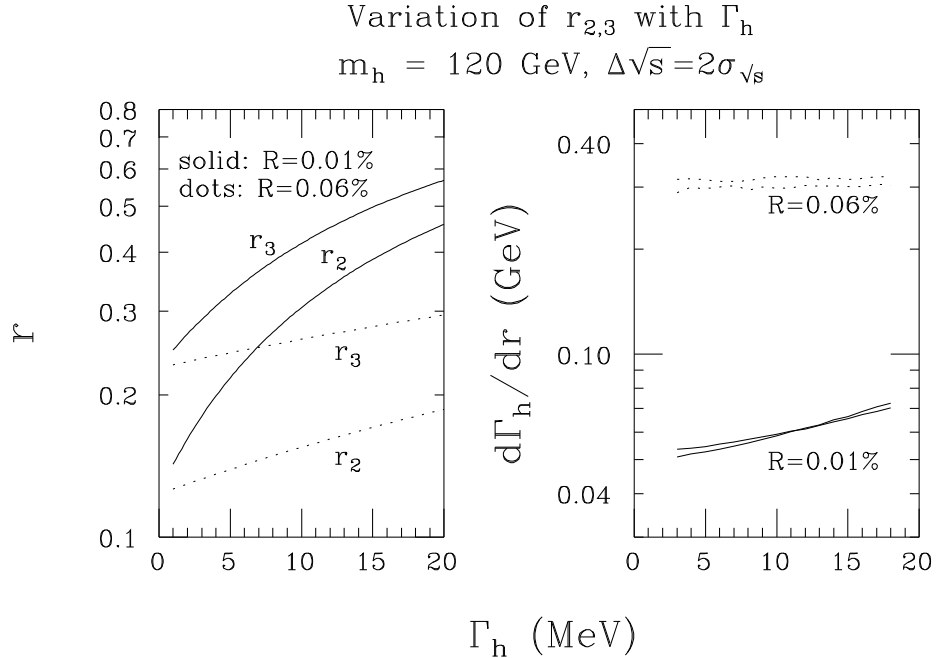 Variation of r₂,₃ with Γₕ
mₕ = 120 GeV, Δ√s=2σ√s
r
0.8
0.7
0.6
0.5
0.4
0.3
0.2
0.1
solid: R=0.01%
dots: R=0.06%
r₃
r₂
r₃
r₂
0 5 10 15 20
dΓₕ/dr (GeV)
0.40
0.10
0.04
R=0.06%
R=0.01%
0 5 10 15 20
Γₕ (MeV)